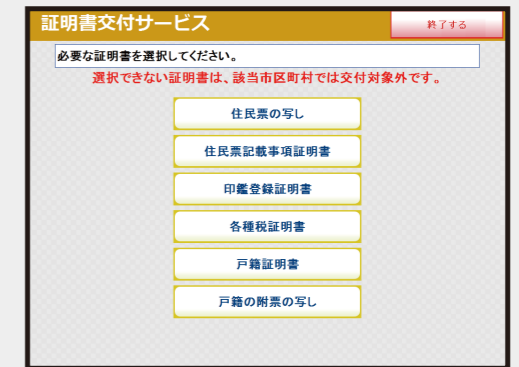 証明書交付サービス
終了する
必要な証明書を選択してください。
選択できない証明書は、該当市区町村では交付対象外です。
住民票の写し
住民票記載事項証明書
印鑑登録証明書
各種税証明書
戸籍証明書
戸籍の附票の写し